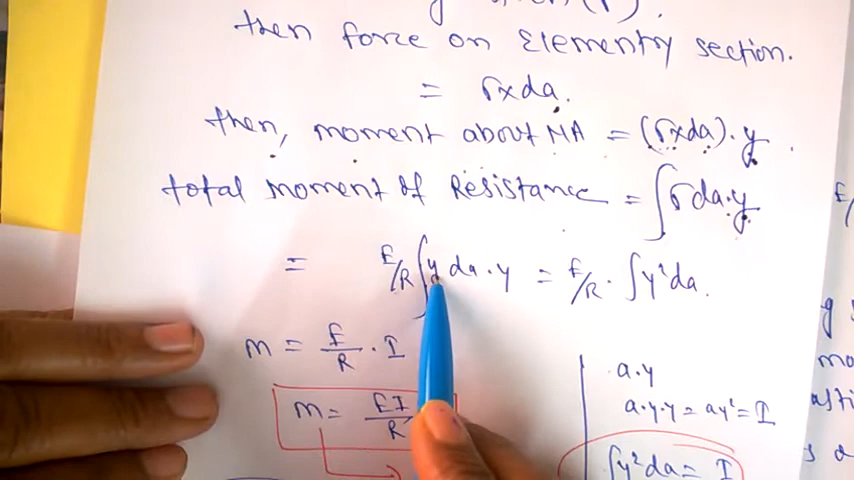 then force on Elementry section.
= σxda.
then, moment about NA = (σxda).y.
total moment of Resistance = ∫σda.y
= E/R ∫y da.y = E/R . ∫y²da.
m = E/R . I
m = EI/R
a.y
a.y.y = ay² = I
∫y²da = I